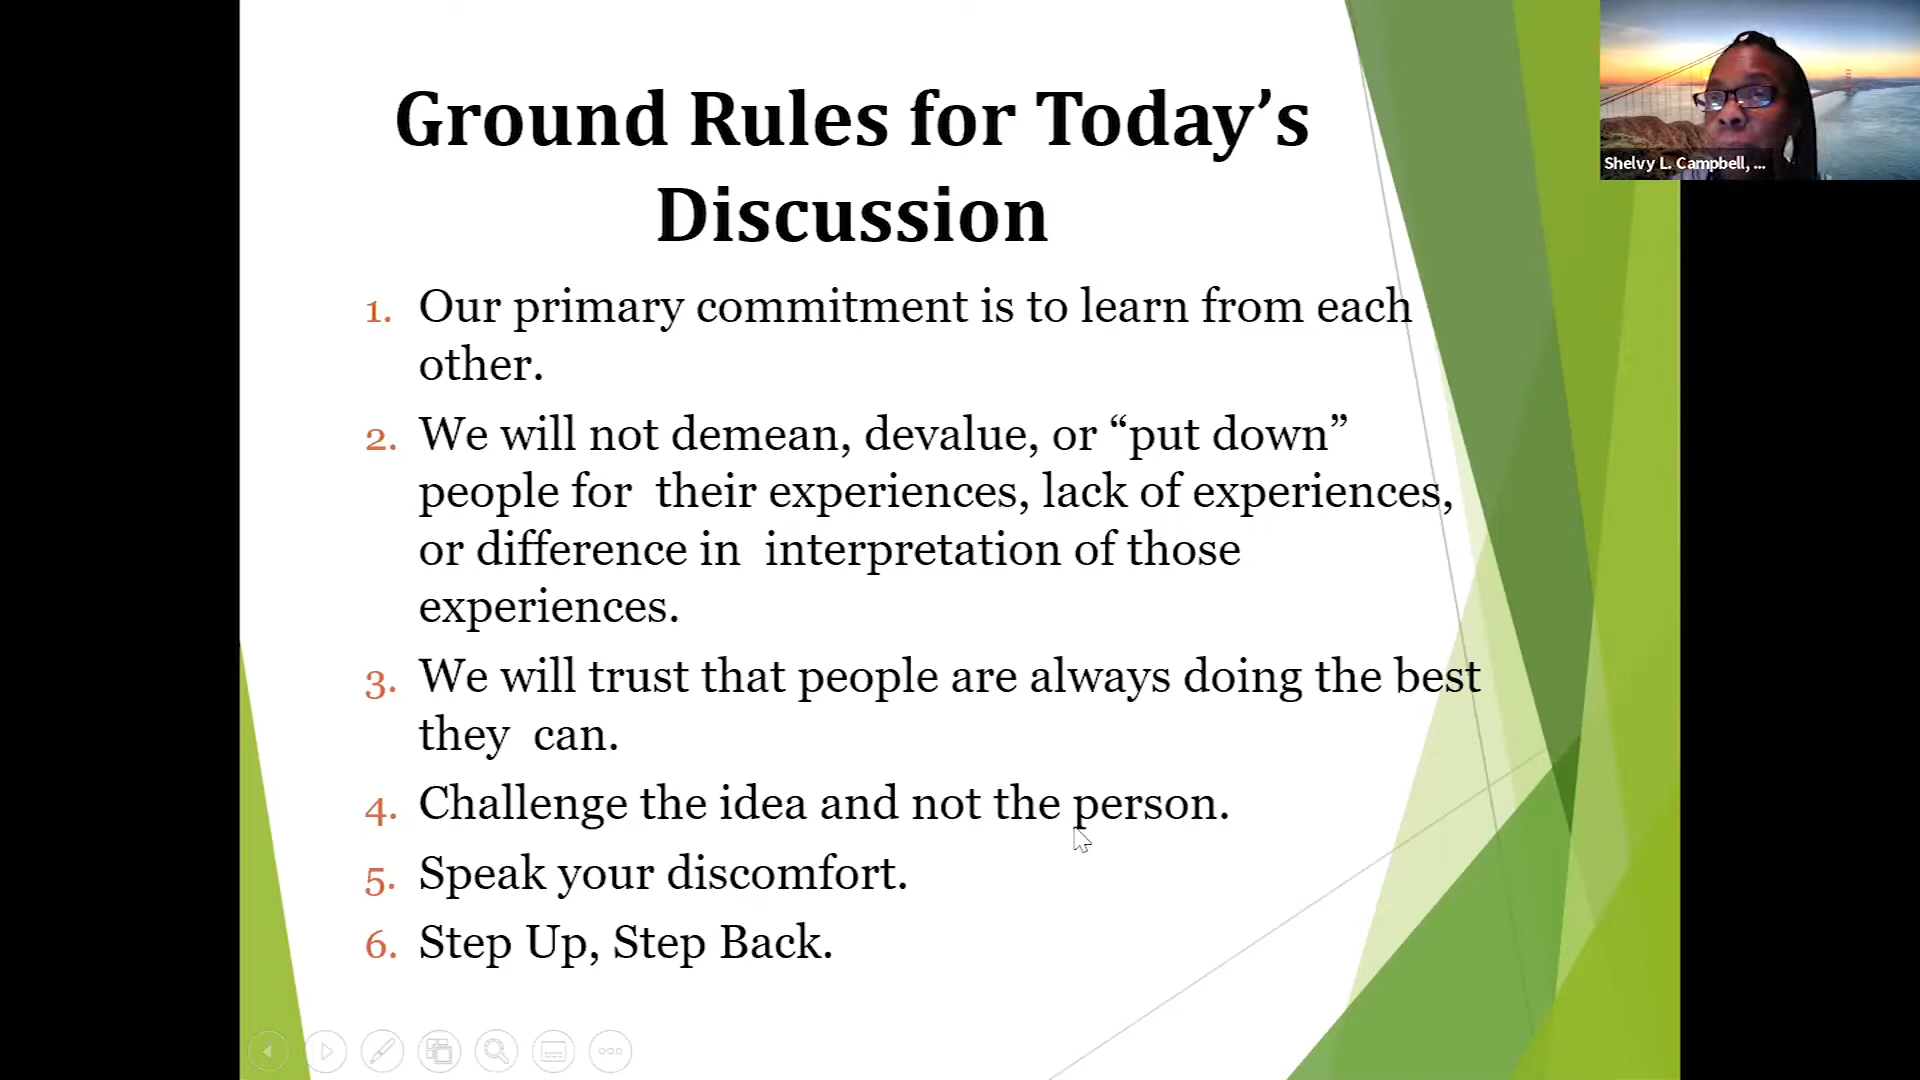 Ground Rules for Today’s
Discussion
1. Our primary commitment is to learn from each
other.
2. We will not demean, devalue, or “put down”
people for  their experiences, lack of experiences,
or difference in  interpretation of those
experiences.
3. We will trust that people are always doing the best
they  can.
4. Challenge the idea and not the person.
5. Speak your discomfort.
6. Step Up, Step Back.
Shelvy L. Campbell, ...